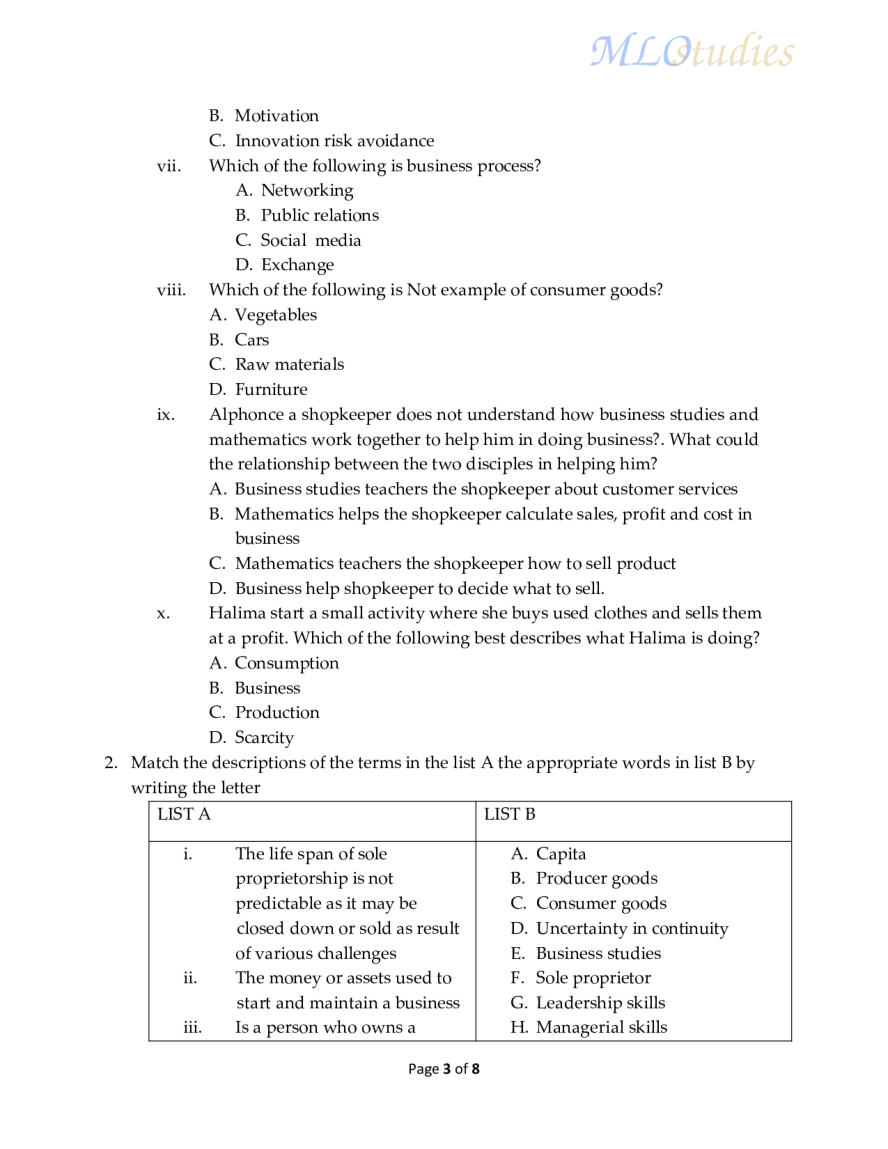 MLOstudies
B. Motivation
C. Innovation risk avoidance
vii. Which of the following is business process?
A. Networking
B. Public relations
C. Social media
D. Exchange
viii. Which of the following is Not example of consumer goods?
A. Vegetables
B. Cars
C. Raw materials
D. Furniture
ix. Alphonce a shopkeeper does not understand how business studies and
mathematics work together to help him in doing business?. What could
the relationship between the two disciples in helping him?
A. Business studies teachers the shopkeeper about customer services
B. Mathematics helps the shopkeeper calculate sales, profit and cost in
business
C. Mathematics teachers the shopkeeper how to sell product
D. Business help shopkeeper to decide what to sell.
x. Halima start a small activity where she buys used clothes and sells them
at a profit. Which of the following best describes what Halima is doing?
A. Consumption
B. Business
C. Production
D. Scarcity
2. Match the descriptions of the terms in the list A the appropriate words in list B by
writing the letter
LIST A
i. The life span of sole
proprietorship is not
predictable as it may be
closed down or sold as result
of various challenges
ii. The money or assets used to
start and maintain a business
iii. Is a person who owns a
LIST B
A. Capita
B. Producer goods
C. Consumer goods
D. Uncertainty in continuity
E. Business studies
F. Sole proprietor
G. Leadership skills
H. Managerial skills
Page 3 of 8